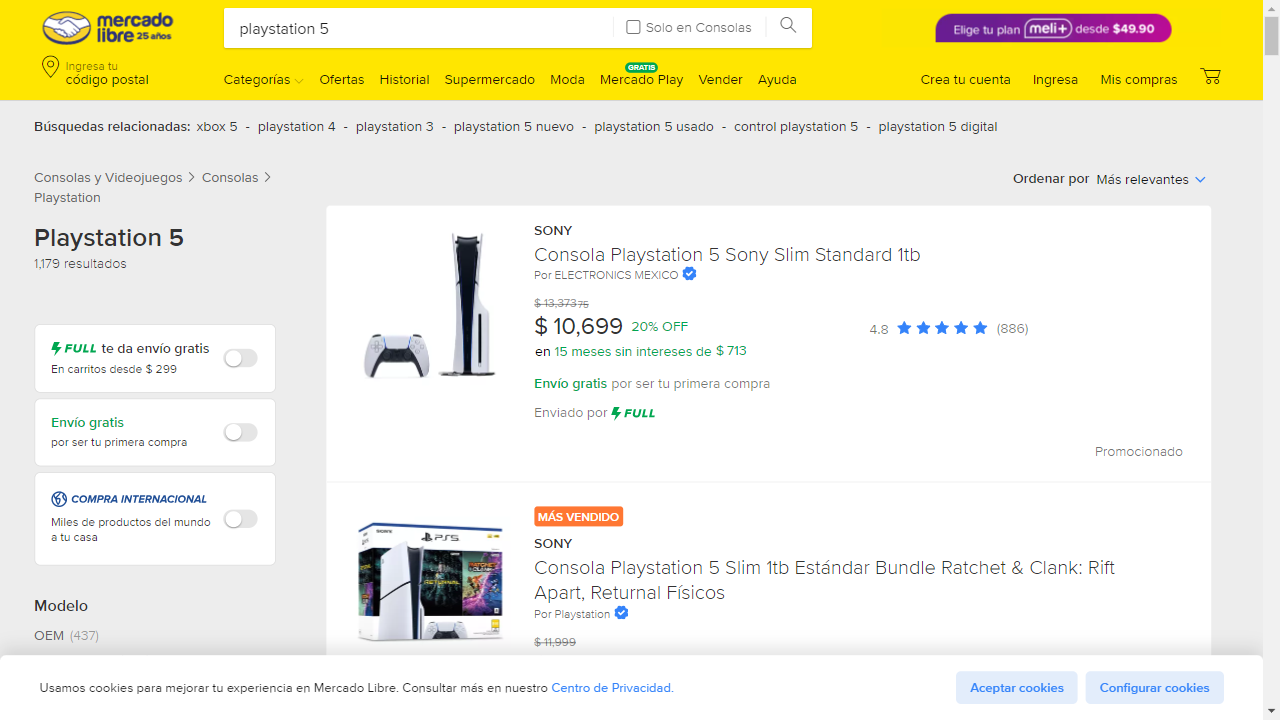 mercado
libre 25 años
playstation 5
Solo en Consolas
Elige tu plan meli+ desde $49.90
Ingresa tu
código postal
Categorías
Ofertas
Historial
Supermercado
Moda
GRATIS
Mercado Play
Vender
Ayuda
Crea tu cuenta
Ingresa
Mis compras
Búsquedas relacionadas: xbox 5 - playstation 4 - playstation 3 - playstation 5 nuevo - playstation 5 usado - control playstation 5 - playstation 5 digital
Consolas y Videojuegos > Consolas >
Playstation
Ordenar por Más relevantes
Playstation 5
1,179 resultados
FULL te da envío gratis
En carritos desde $ 299
Envío gratis
por ser tu primera compra
COMPRA INTERNACIONAL
Miles de productos del mundo
a tu casa
Modelo
OEM (437)
SONY
Consola Playstation 5 Sony Slim Standard 1tb
Por ELECTRONICS MEXICO
$ 13,373 75
$ 10,699 20% OFF
en 15 meses sin intereses de $ 713
4.8 (886)
Envío gratis por ser tu primera compra
Enviado por FULL
Promocionado
MÁS VENDIDO
SONY
Consola Playstation 5 Slim 1tb Estándar Bundle Ratchet & Clank: Rift
Apart, Returnal Físicos
Por Playstation
$ 11,999
SONY
PS5
RETURNAL
RATCHET
CLANK
Usamos cookies para mejorar tu experiencia en Mercado Libre. Consultar más en nuestro Centro de Privacidad.
Aceptar cookies
Configurar cookies